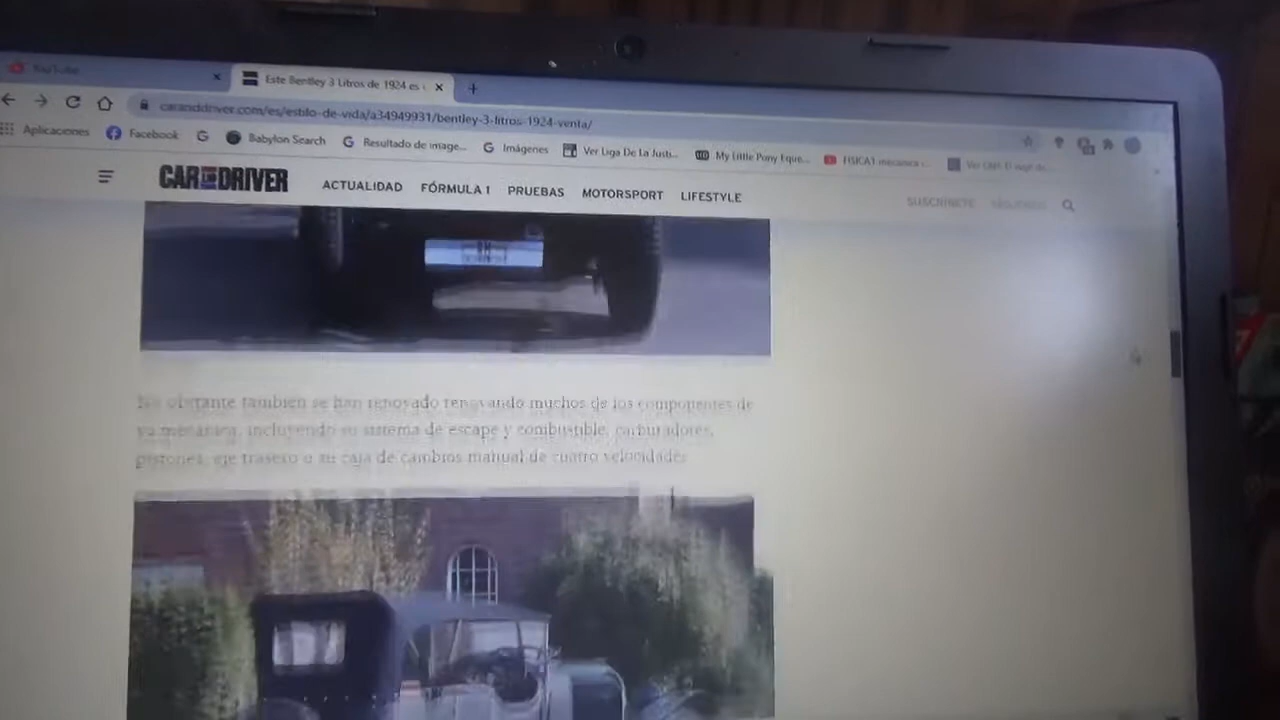 YouTube
Este Bentley 3 Litros de 1924 es
caranddriver.com/es/estilo-de-vida/a34949931/bentley-3-litros-1924-venta/
Aplicaciones Facebook Babylon Search Resultado de image... Imágenes Ver Liga De La Justi... My Little Pony Eque... FISICA1 mecanica
CAR AND DRIVER ACTUALIDAD FÓRMULA 1 PRUEBAS MOTORSPORT LIFESTYLE SUSCRÍBETE
No obstante también se han renovado renovando muchos de los componentes de
mecánica, incluyendo su sistema de escape y combustible, carburadores,
pistones, eje trasero o su caja de cambios manual de cuatro velocidades